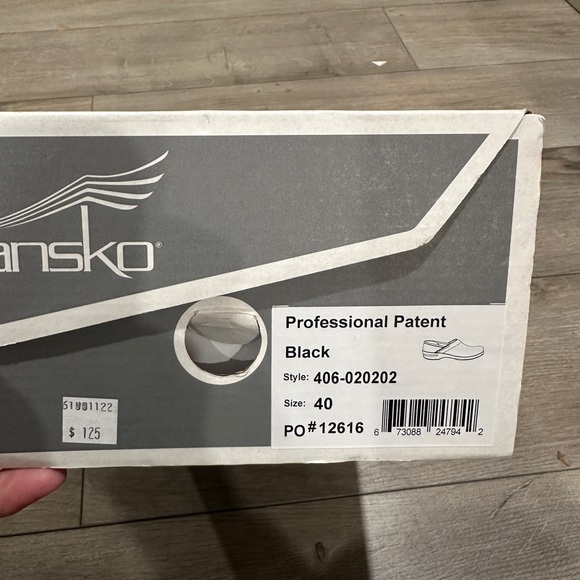 ansko®
Professional Patent
Black
Style: 406-020202
Size: 40
PO#12616
6 73088 24794 2
$ 125